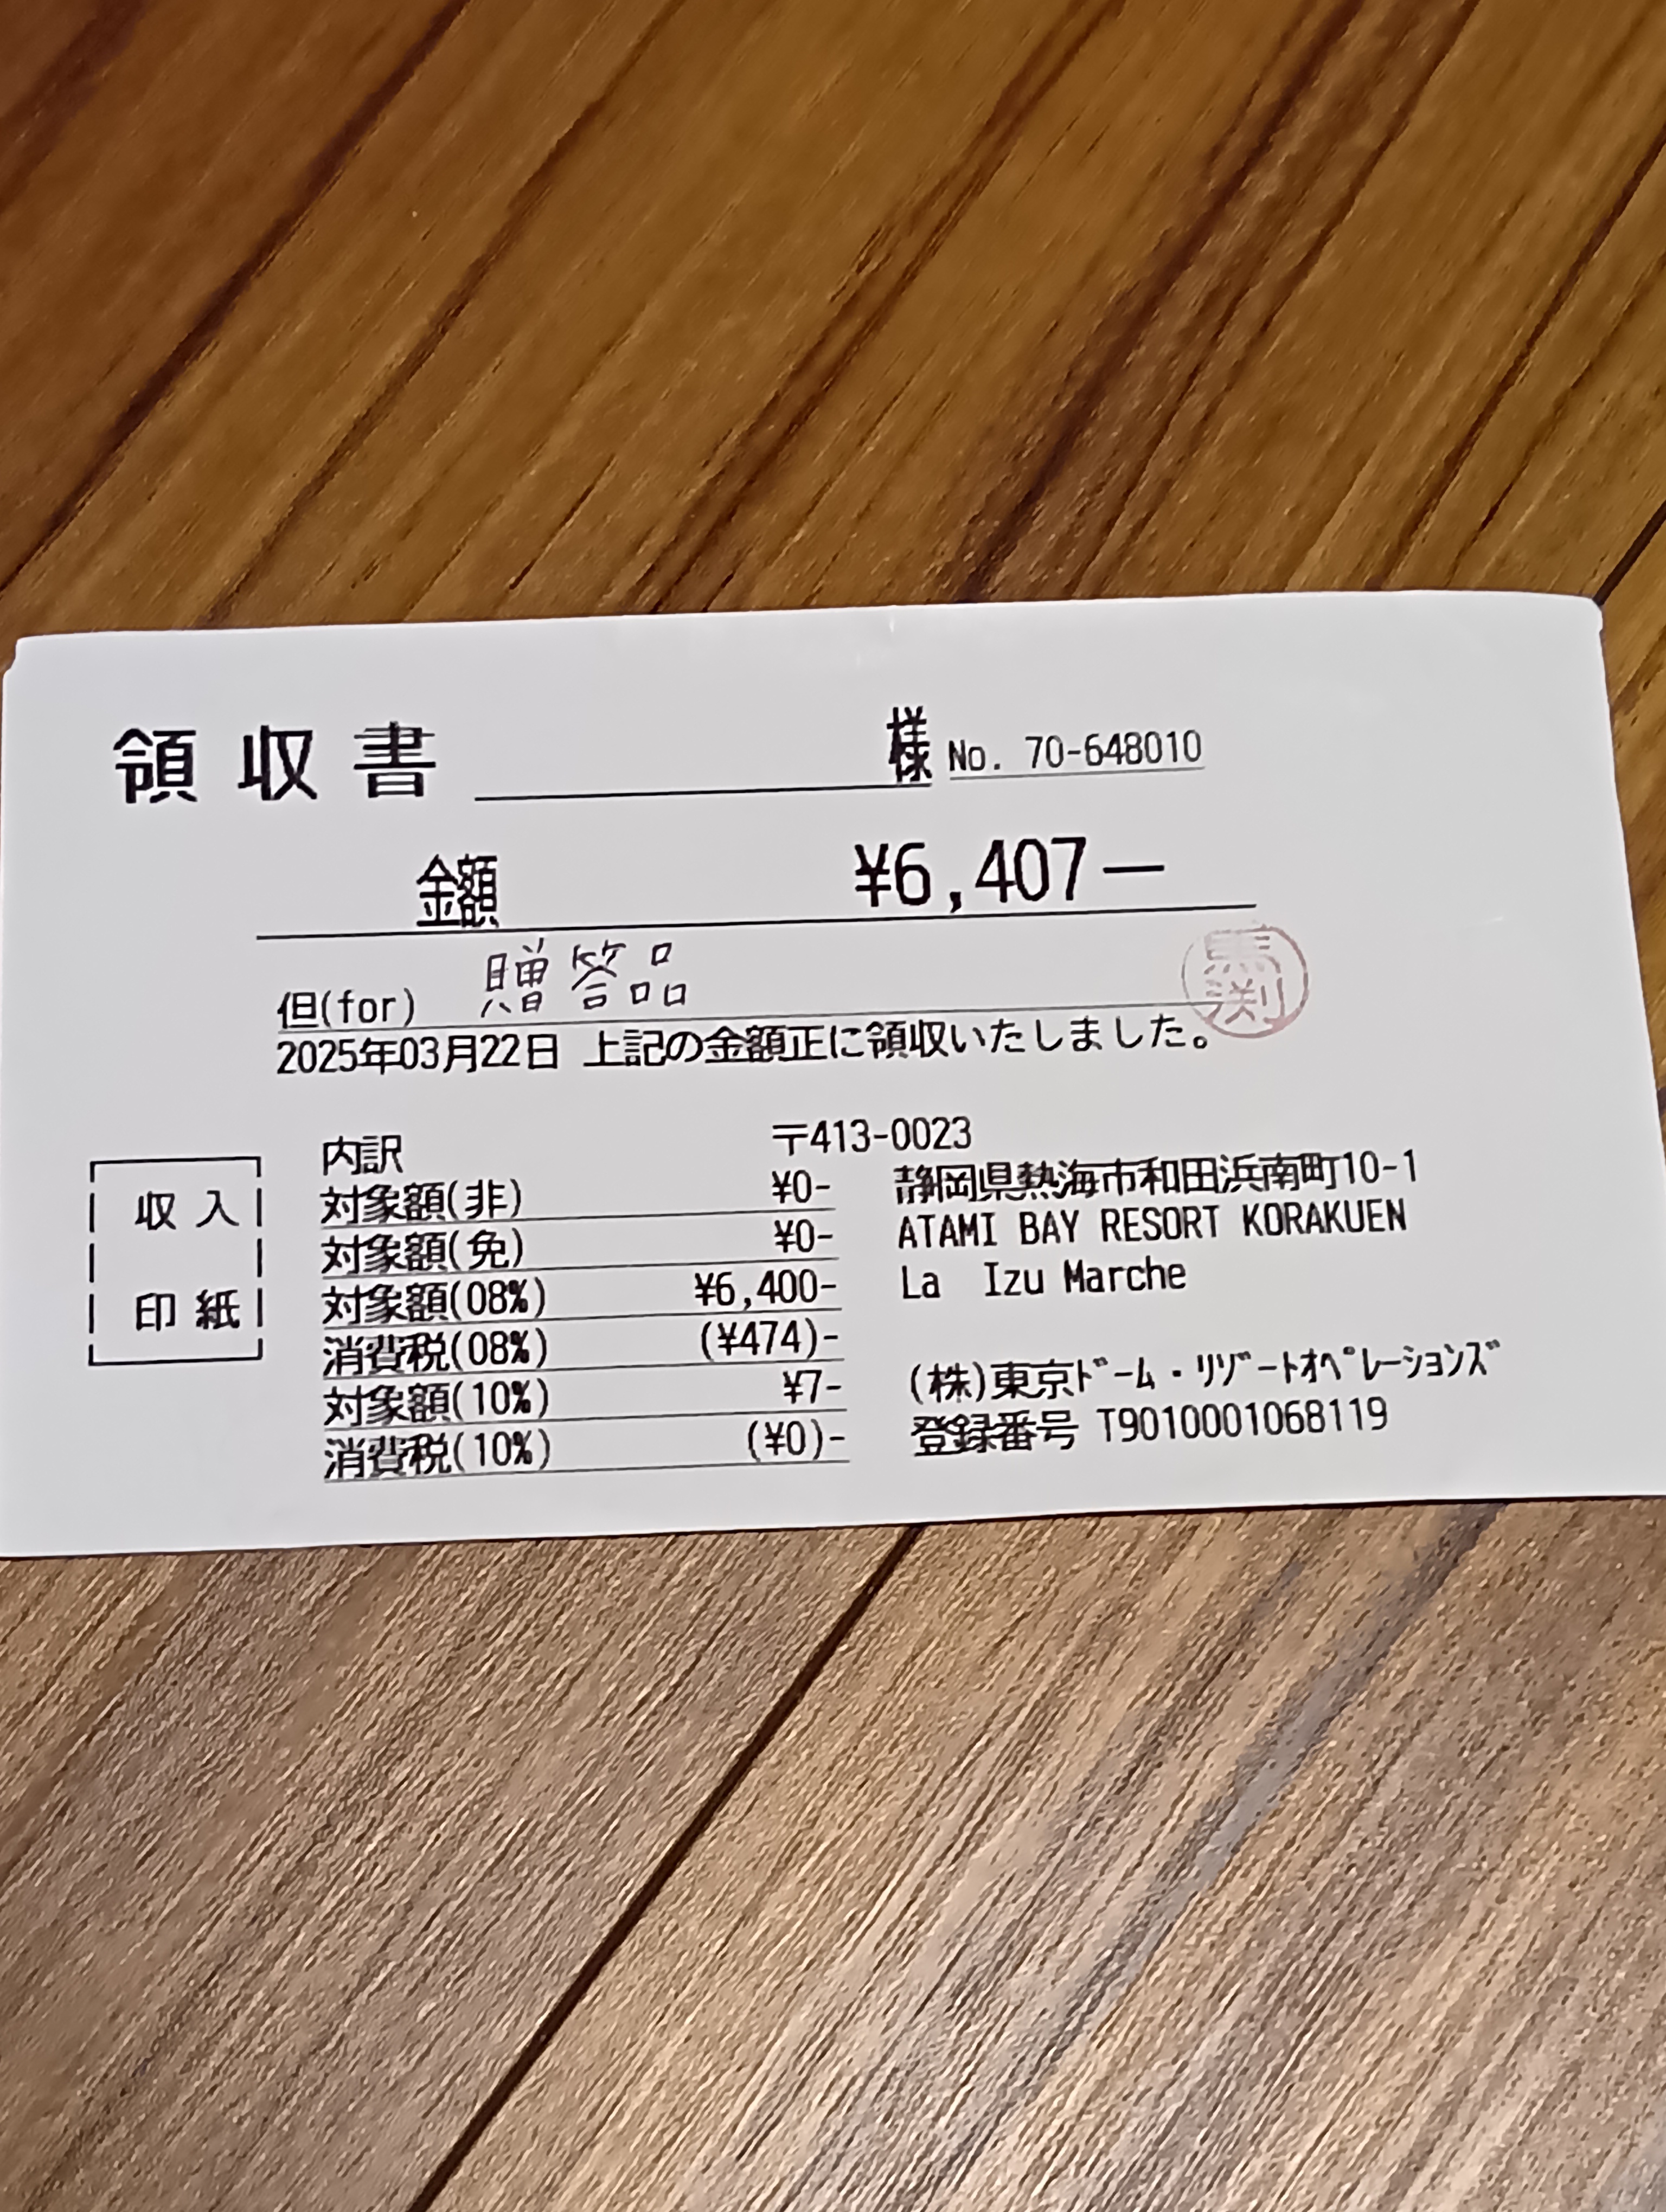 領収書 様 No. 70-648010
金額 ¥6,407－
但(for) 贈答品
黒渕
2025年03月22日 上記の金額正に領収いたしました。
収入
印紙
内訳
対象額(非) ¥0-
対象額(免) ¥0-
対象額(08%) ¥6,400-
消費税(08%) (¥474)-
対象額(10%) ¥7-
消費税(10%) (¥0)-
〒413-0023
静岡県熱海市和田浜南町10-1
ATAMI BAY RESORT KORAKUEN
La Izu Marche
(株)東京ﾄﾞｰﾑ・ﾘｿﾞｰﾄｵﾍﾟﾚｰｼｮﾝｽﾞ
登録番号 T9010001068119